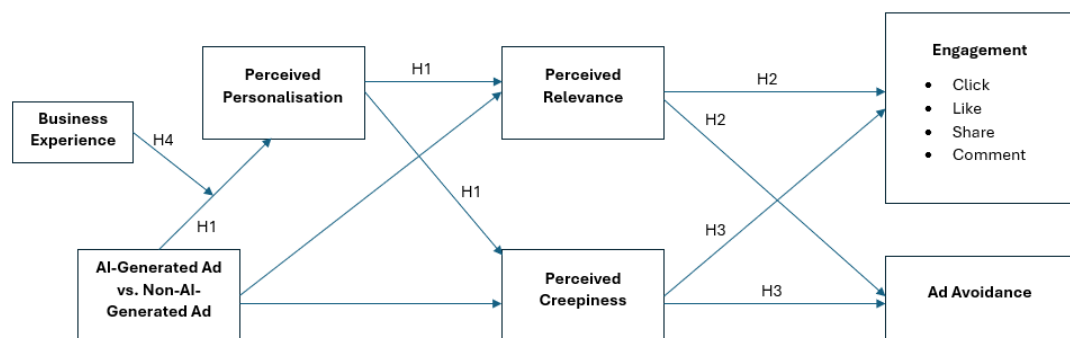 Engagement
• Click
• Like
• Share
• Comment
Perceived
Personalisation
H1
Perceived
Relevance
H2
Business
Experience
H4
H2
H1
H1
H3
AI-Generated Ad
vs. Non-AI-
Generated Ad
Perceived
Creepiness
H3
Ad Avoidance